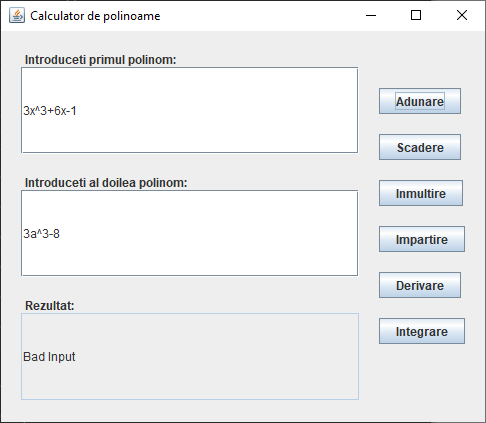 Calculator de polinoame
Introduceti primul polinom:
3x^3+6x-1
Adunare
Scadere
Introduceti al doilea polinom:
Inmultire
3a^3-8
Impartire
Derivare
Rezultat:
Integrare
Bad Input